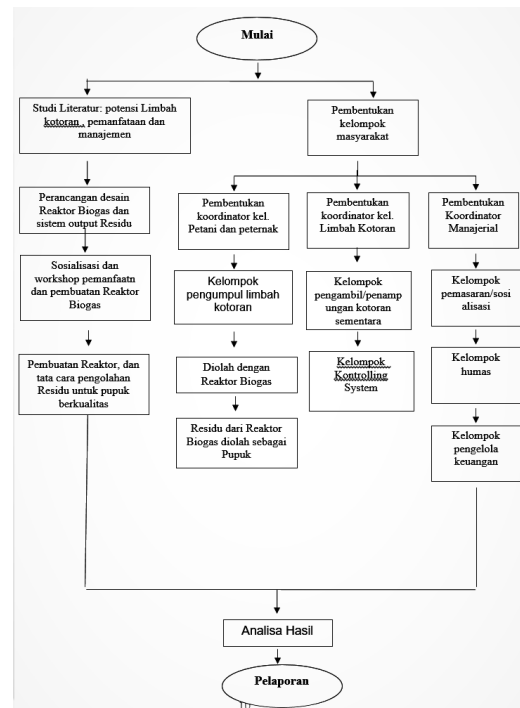 Mulai
Studi Literatur: potensi Limbah
kotoran , pemanfataan dan
manajemen
Pembentukan
kelompok
masyarakat
Perancangan desain
Reaktor Biogas dan
sistem output Residu
Pembentukan
koordinator kel.
Petani dan peternak
Pembentukan
koordinator kel.
Limbah Kotoran
Pembentukan
Koordinator
Manajerial
Sosialisasi dan
workshop pemanfaatn
dan pembuatan Reaktor
Biogas
Kelompok
pengumpul limbah
kotoran
Kelompok
pengambil/penamp
ungan kotoran
sementara
Kelompok
pemasaran/sosi
alisasi
Pembuatan Reaktor, dan
tata cara pengolahan
Residu untuk pupuk
berkualitas
Diolah dengan
Reaktor Biogas
Kelompok
Kontrolling
System
Kelompok
humas
Residu dari Reaktor
Biogas diolah sebagai
Pupuk
Kelompok
pengelola
keuangan
Analisa Hasil
Pelaporan